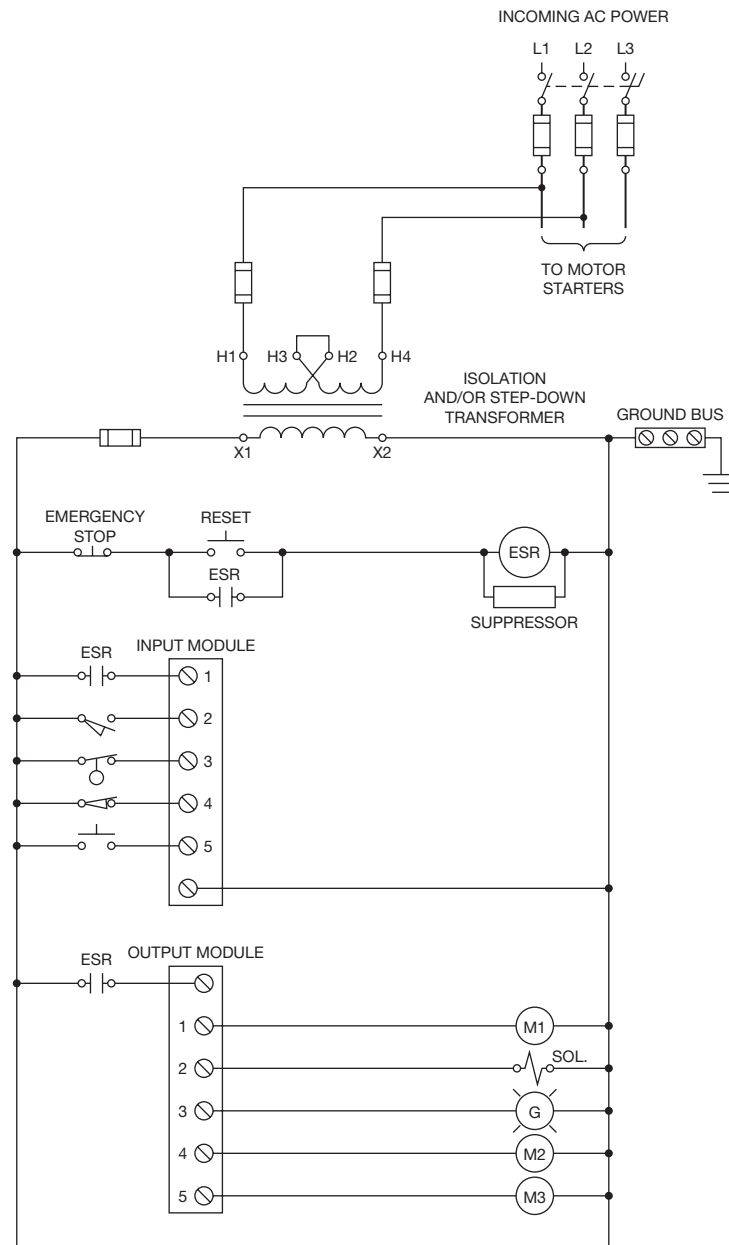 INCOMING AC POWER
L1 L2 L3
TO MOTOR
STARTERS
H1 H3 H2 H4
ISOLATION
AND/OR STEP-DOWN
TRANSFORMER
GROUND BUS
X1 X2
EMERGENCY
STOP
RESET
ESR
ESR
SUPPRESSOR
INPUT MODULE
ESR
1
2
3
4
5
OUTPUT MODULE
ESR
1 M1
2 SOL.
3 G
4 M2
5 M3